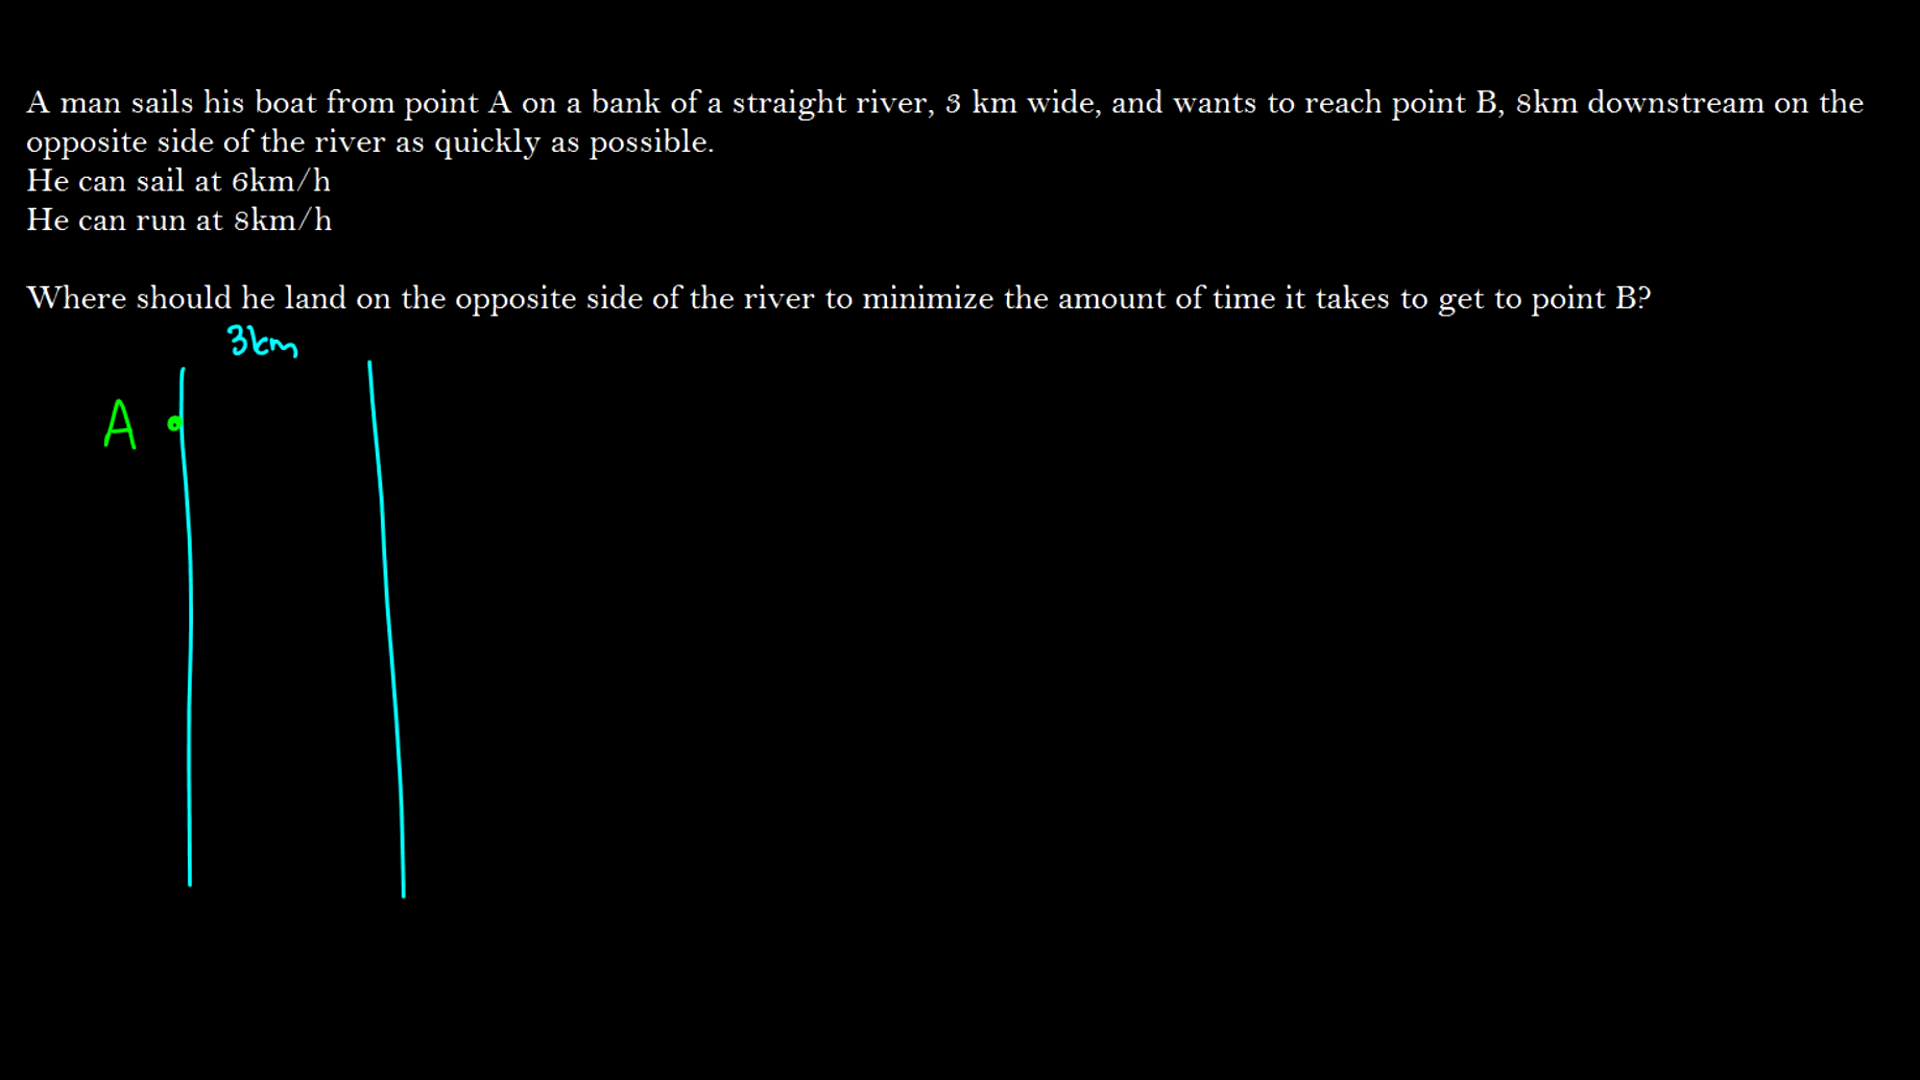 A man sails his boat from point A on a bank of a straight river, 3 km wide, and wants to reach point B, 8km downstream on the
opposite side of the river as quickly as possible.
He can sail at 6km/h
He can run at 8km/h
Where should he land on the opposite side of the river to minimize the amount of time it takes to get to point B?
3km
A